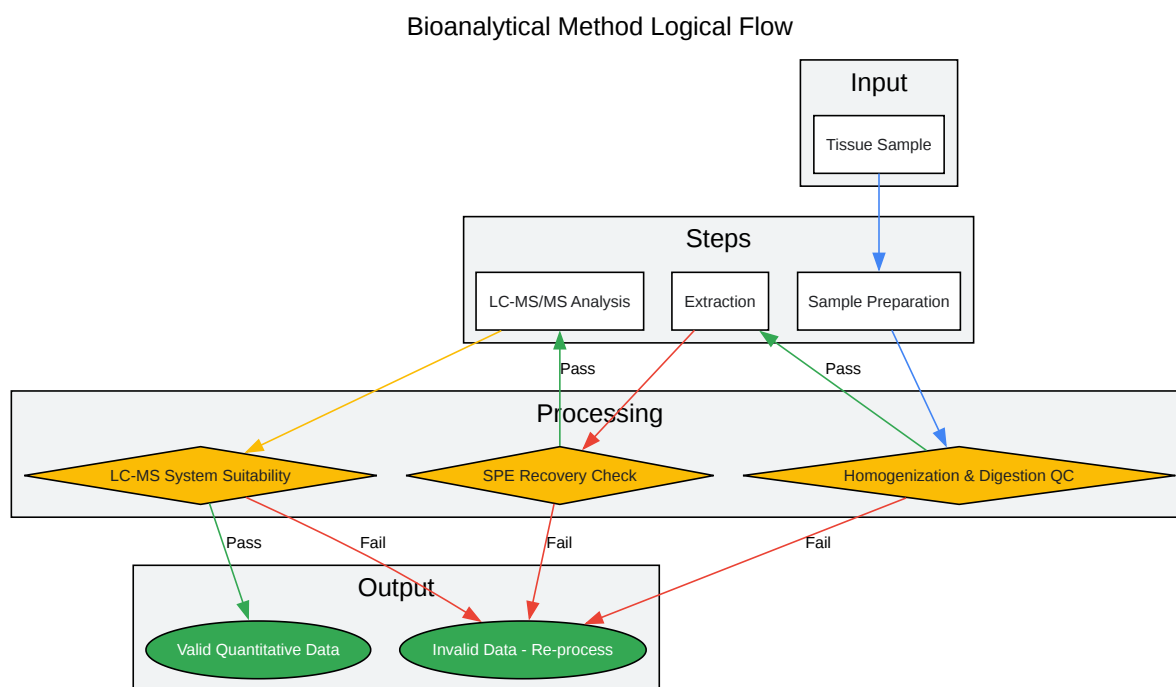 Bioanalytical Method Logical Flow
Input
Tissue Sample
Steps
LC-MS/MS Analysis
Extraction
Sample Preparation
Pass
Pass
Processing
LC-MS System Suitability
SPE Recovery Check
Homogenization & Digestion QC
Pass
Fail
Fail
Fail
Output
Valid Quantitative Data
Invalid Data - Re-process